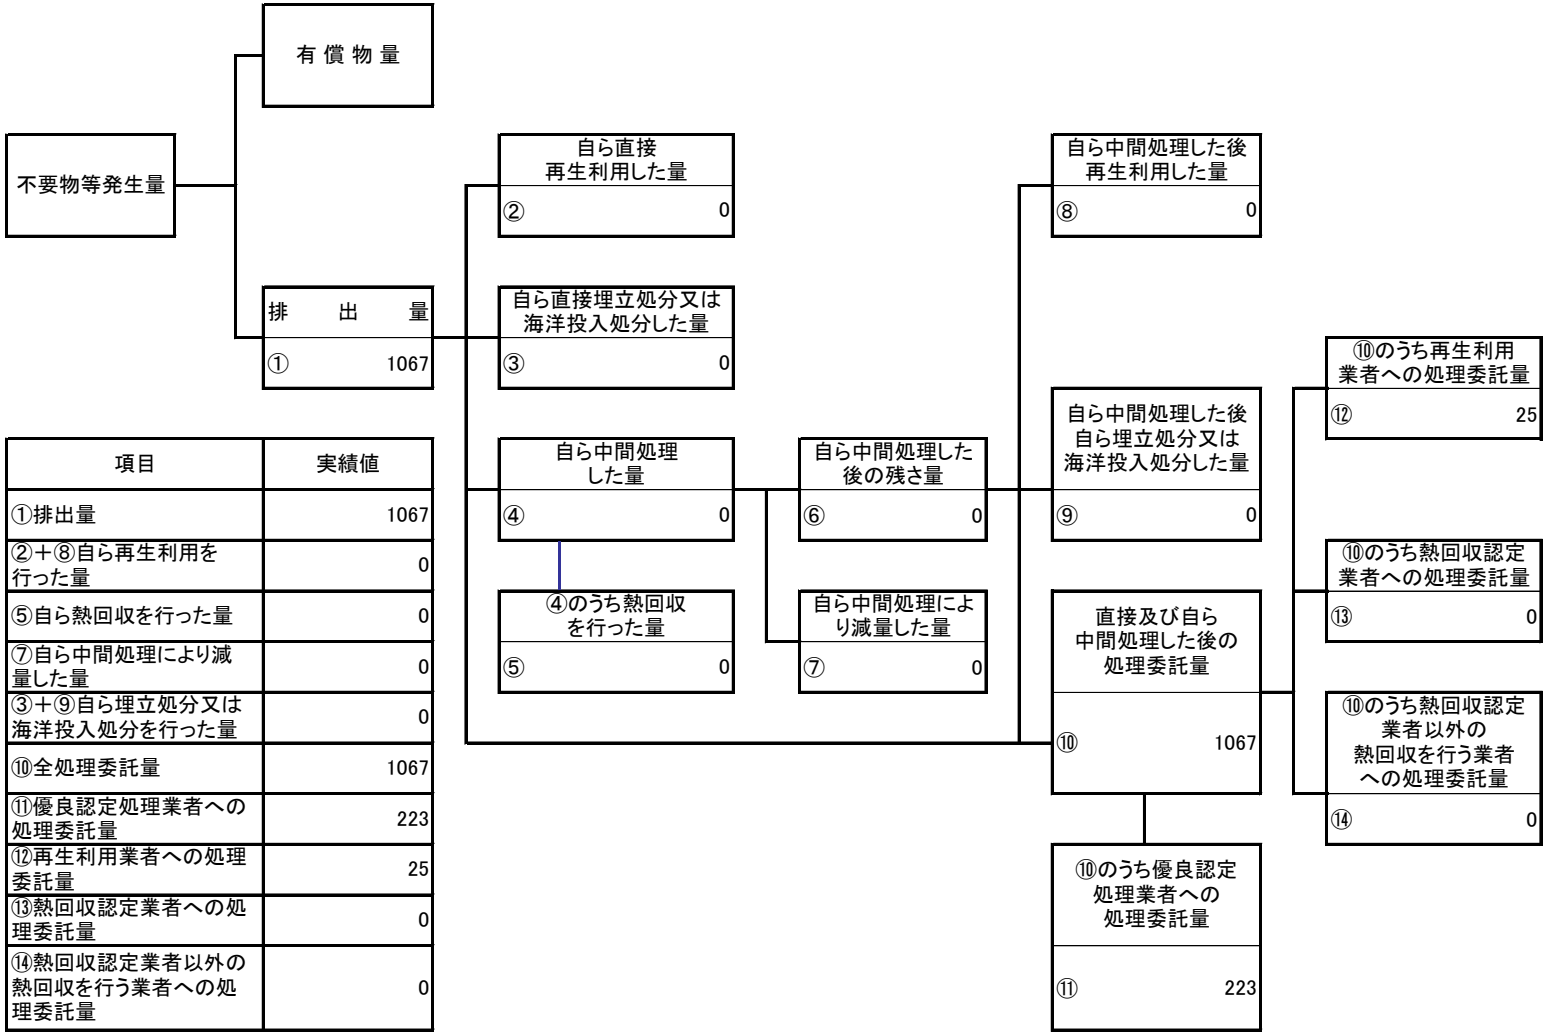 有 償 物 量
不要物等発生量
排 出 量
① 1067
自ら直接
再生利用した量
② 0
自ら直接埋立処分又は
海洋投入処分した量
③ 0
自ら中間処理
した量
④ 0
④のうち熱回収
を行った量
⑤ 0
自ら中間処理した
後の残さ量
⑥ 0
自ら中間処理によ
り減量した量
⑦ 0
自ら中間処理した後
再生利用した量
⑧ 0
自ら中間処理した後
自ら埋立処分又は
海洋投入処分した量
⑨ 0
直接及び自ら
中間処理した後の
処理委託量
⑩ 1067
⑩のうち優良認定
処理業者への
処理委託量
⑪ 223
⑩のうち再生利用
業者への処理委託量
⑫ 25
⑩のうち熱回収認定
業者への処理委託量
⑬ 0
⑩のうち熱回収認定
業者以外の
熱回収を行う業者
への処理委託量
⑭ 0
項目 実績値
①排出量 1067
②＋⑧自ら再生利用を
行った量 0
⑤自ら熱回収を行った量 0
⑦自ら中間処理により減
量した量 0
③＋⑨自ら埋立処分又は
海洋投入処分を行った量 0
⑩全処理委託量 1067
⑪優良認定処理業者への
処理委託量 223
⑫再生利用業者への処理
委託量 25
⑬熱回収認定業者への処
理委託量 0
⑭熱回収認定業者以外の
熱回収を行う業者への処
理委託量 0